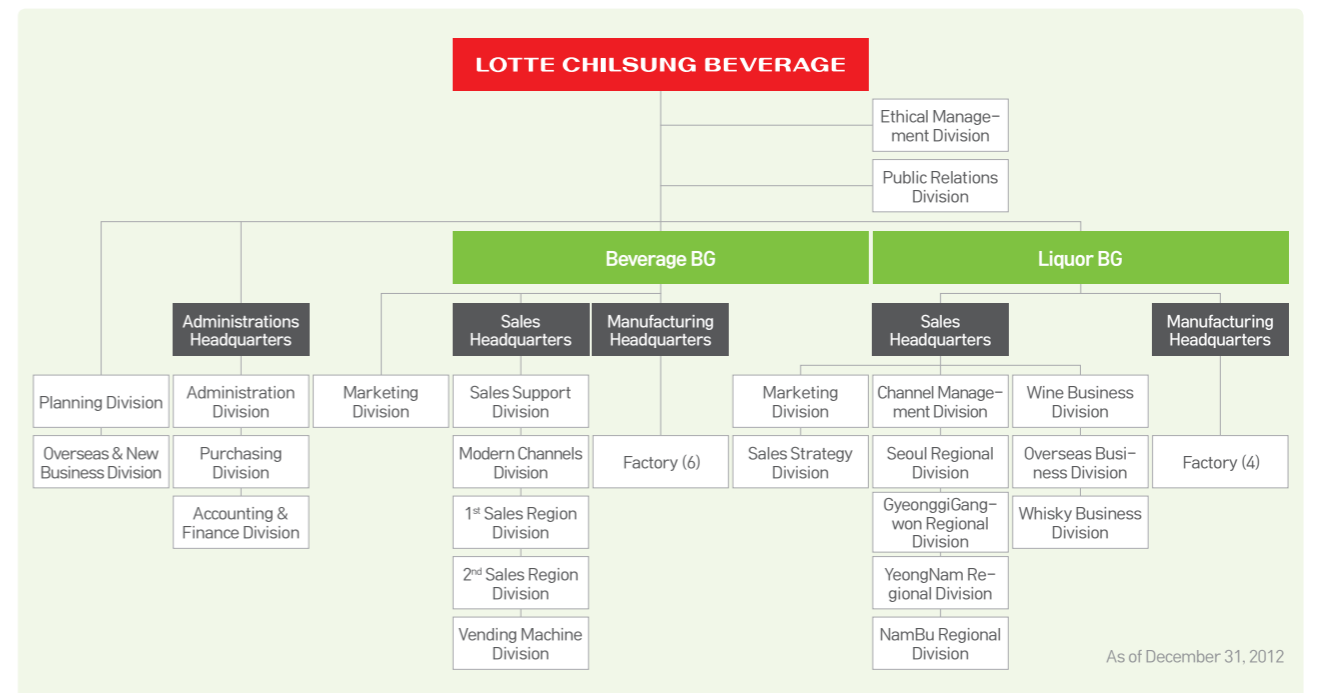 LOTTE CHILSUNG BEVERAGE
Ethical Manage-
ment Division
Public Relations
Division
Beverage BG
Liquor BG
Administrations
Headquarters
Sales
Headquarters
Manufacturing
Headquarters
Sales
Headquarters
Manufacturing
Headquarters
Planning Division
Overseas & New
Business Division
Administration
Division
Purchasing
Division
Accounting &
Finance Division
Marketing
Division
Sales Support
Division
Modern Channels
Division
1st Sales Region
Division
2nd Sales Region
Division
Vending Machine
Division
Factory (6)
Marketing
Division
Sales Strategy
Division
Channel Manage-
ment Division
Seoul Regional
Division
GyeonggiGang-
won Regional
Division
YeongNam Re-
gional Division
NamBu Regional
Division
Wine Business
Division
Overseas Busi-
ness Division
Whisky Business
Division
Factory (4)
As of December 31, 2012